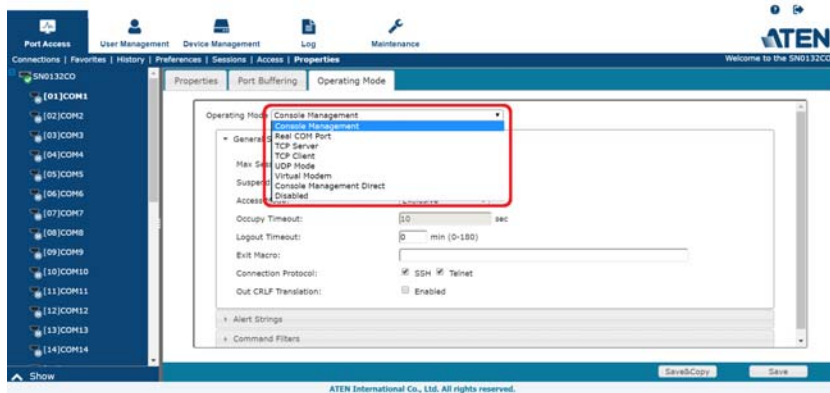 Port Access
User Management
Device Management
Log
Maintenance
ATEN
Connections | Favorites | History | Preferences | Sessions | Access | Properties
Welcome to the SN0132CO
SN0132CO
[01]COM1
[02]COM2
[03]COM3
[04]COM4
[05]COM5
[06]COM6
[07]COM7
[08]COM8
[09]COM9
[10]COM10
[11]COM11
[12]COM12
[13]COM13
[14]COM14
Show
Properties
Port Buffering
Operating Mode
Operating Mode Console Management
Console Management
Real COM Port
TCP Server
TCP Client
UDP Mode
Virtual Modem
Console Management Direct
Disabled
General S
Max Ses
Suspend
Access
Exclusive
Occupy Timeout: 10 sec
Logout Timeout: 0 min (0-180)
Exit Macro:
Connection Protocol: SSH Telnet
Out CRLF Translation: Enabled
Alert Strings
Command Filters
Save&Copy
Save
ATEN International Co., Ltd. All rights reserved.